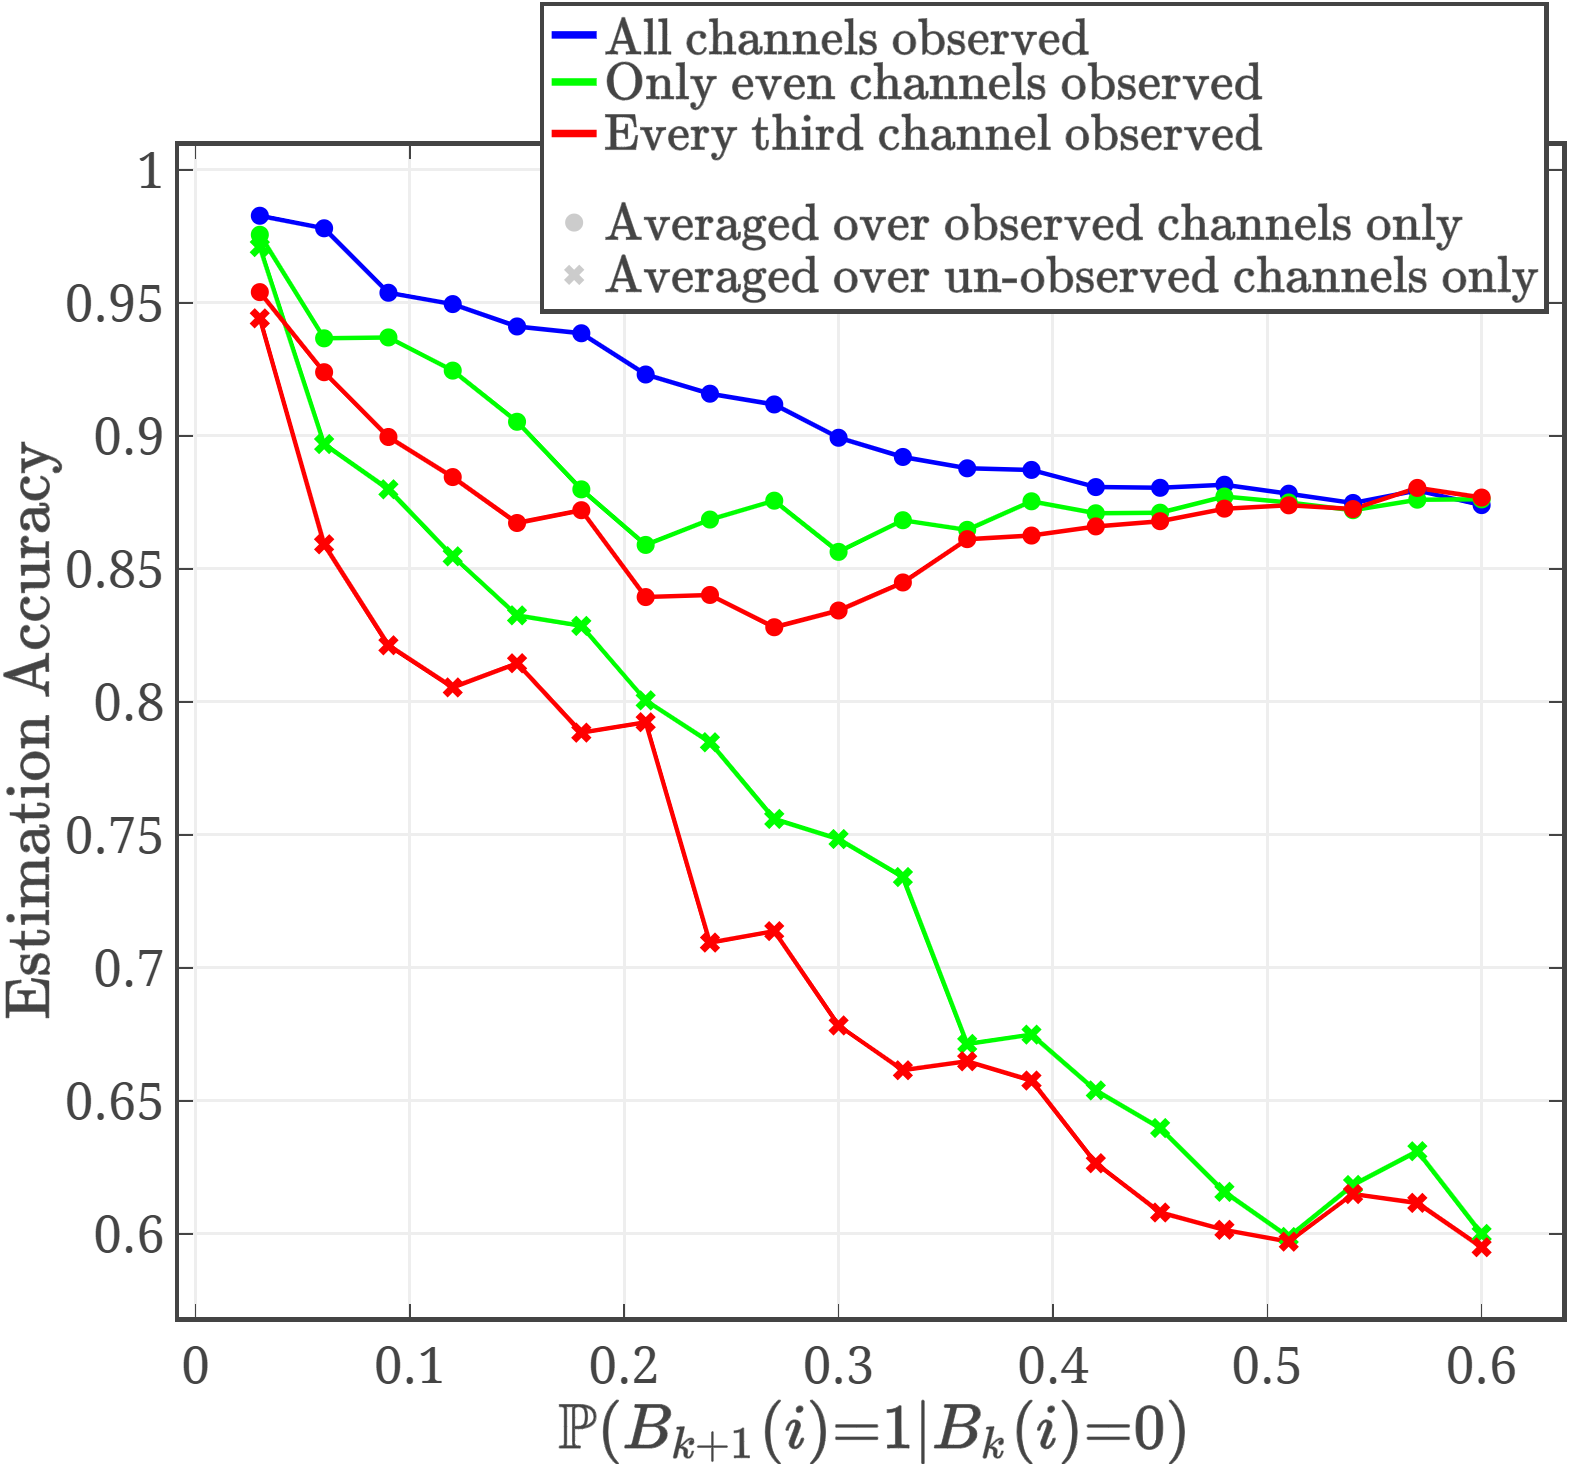 All channels observed
Only even channels observed
Every third channel observed
Averaged over observed channels only
Averaged over un-observed channels only
Estimation Accuracy
1
0.95
0.9
0.85
0.8
0.75
0.7
0.65
0.6
0 0.1 0.2 0.3 0.4 0.5 0.6
ℙ(B_{k+1}(i)=1|B_k(i)=0)